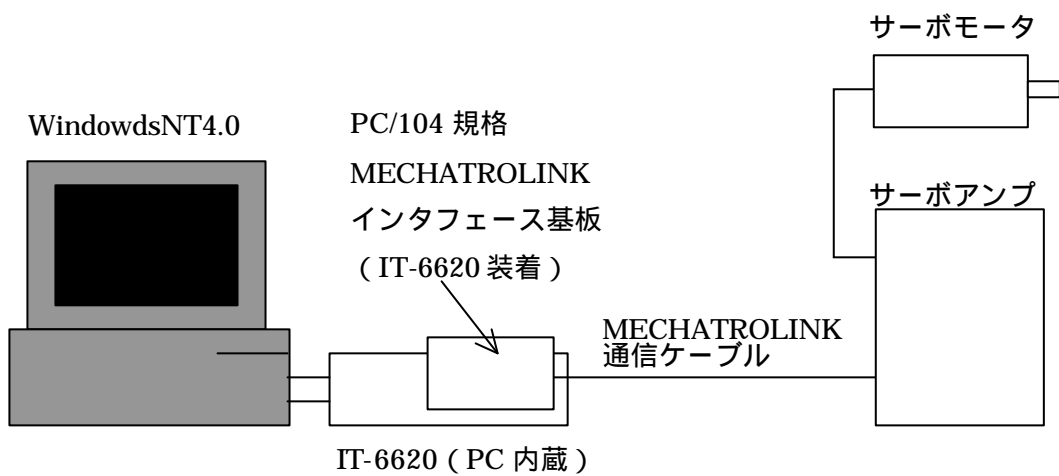 サーボモータ
WindowdsNT4.0
PC/104 規格
MECHATROLINK
インタフェース基板
（IT-6620 装着）
サーボアンプ
MECHATROLINK
通信ケーブル
IT-6620（PC 内蔵）